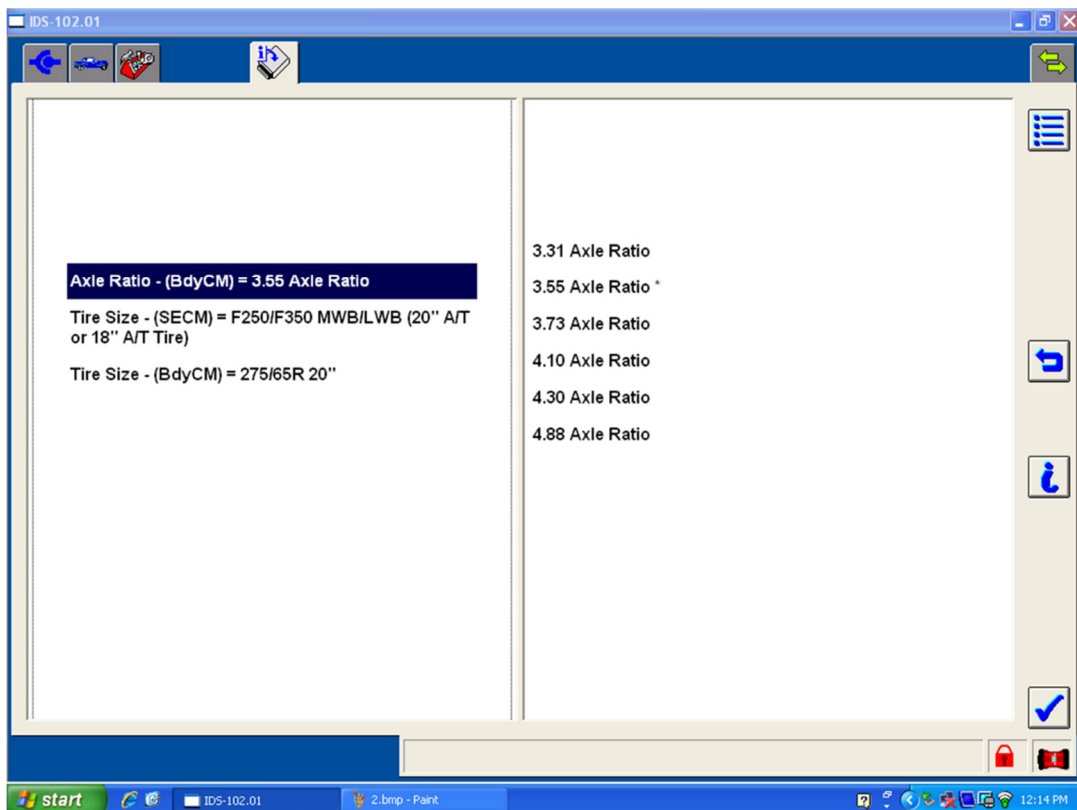 IDS-102.01
Axle Ratio - (BdyCM) = 3.55 Axle Ratio
Tire Size - (SECM) = F250/F350 MWB/LWB (20" A/T
or 18" A/T Tire)
Tire Size - (BdyCM) = 275/65R 20"
3.31 Axle Ratio
3.55 Axle Ratio *
3.73 Axle Ratio
4.10 Axle Ratio
4.30 Axle Ratio
4.88 Axle Ratio
start
IDS-102.01
2.bmp - Paint
12:14 PM